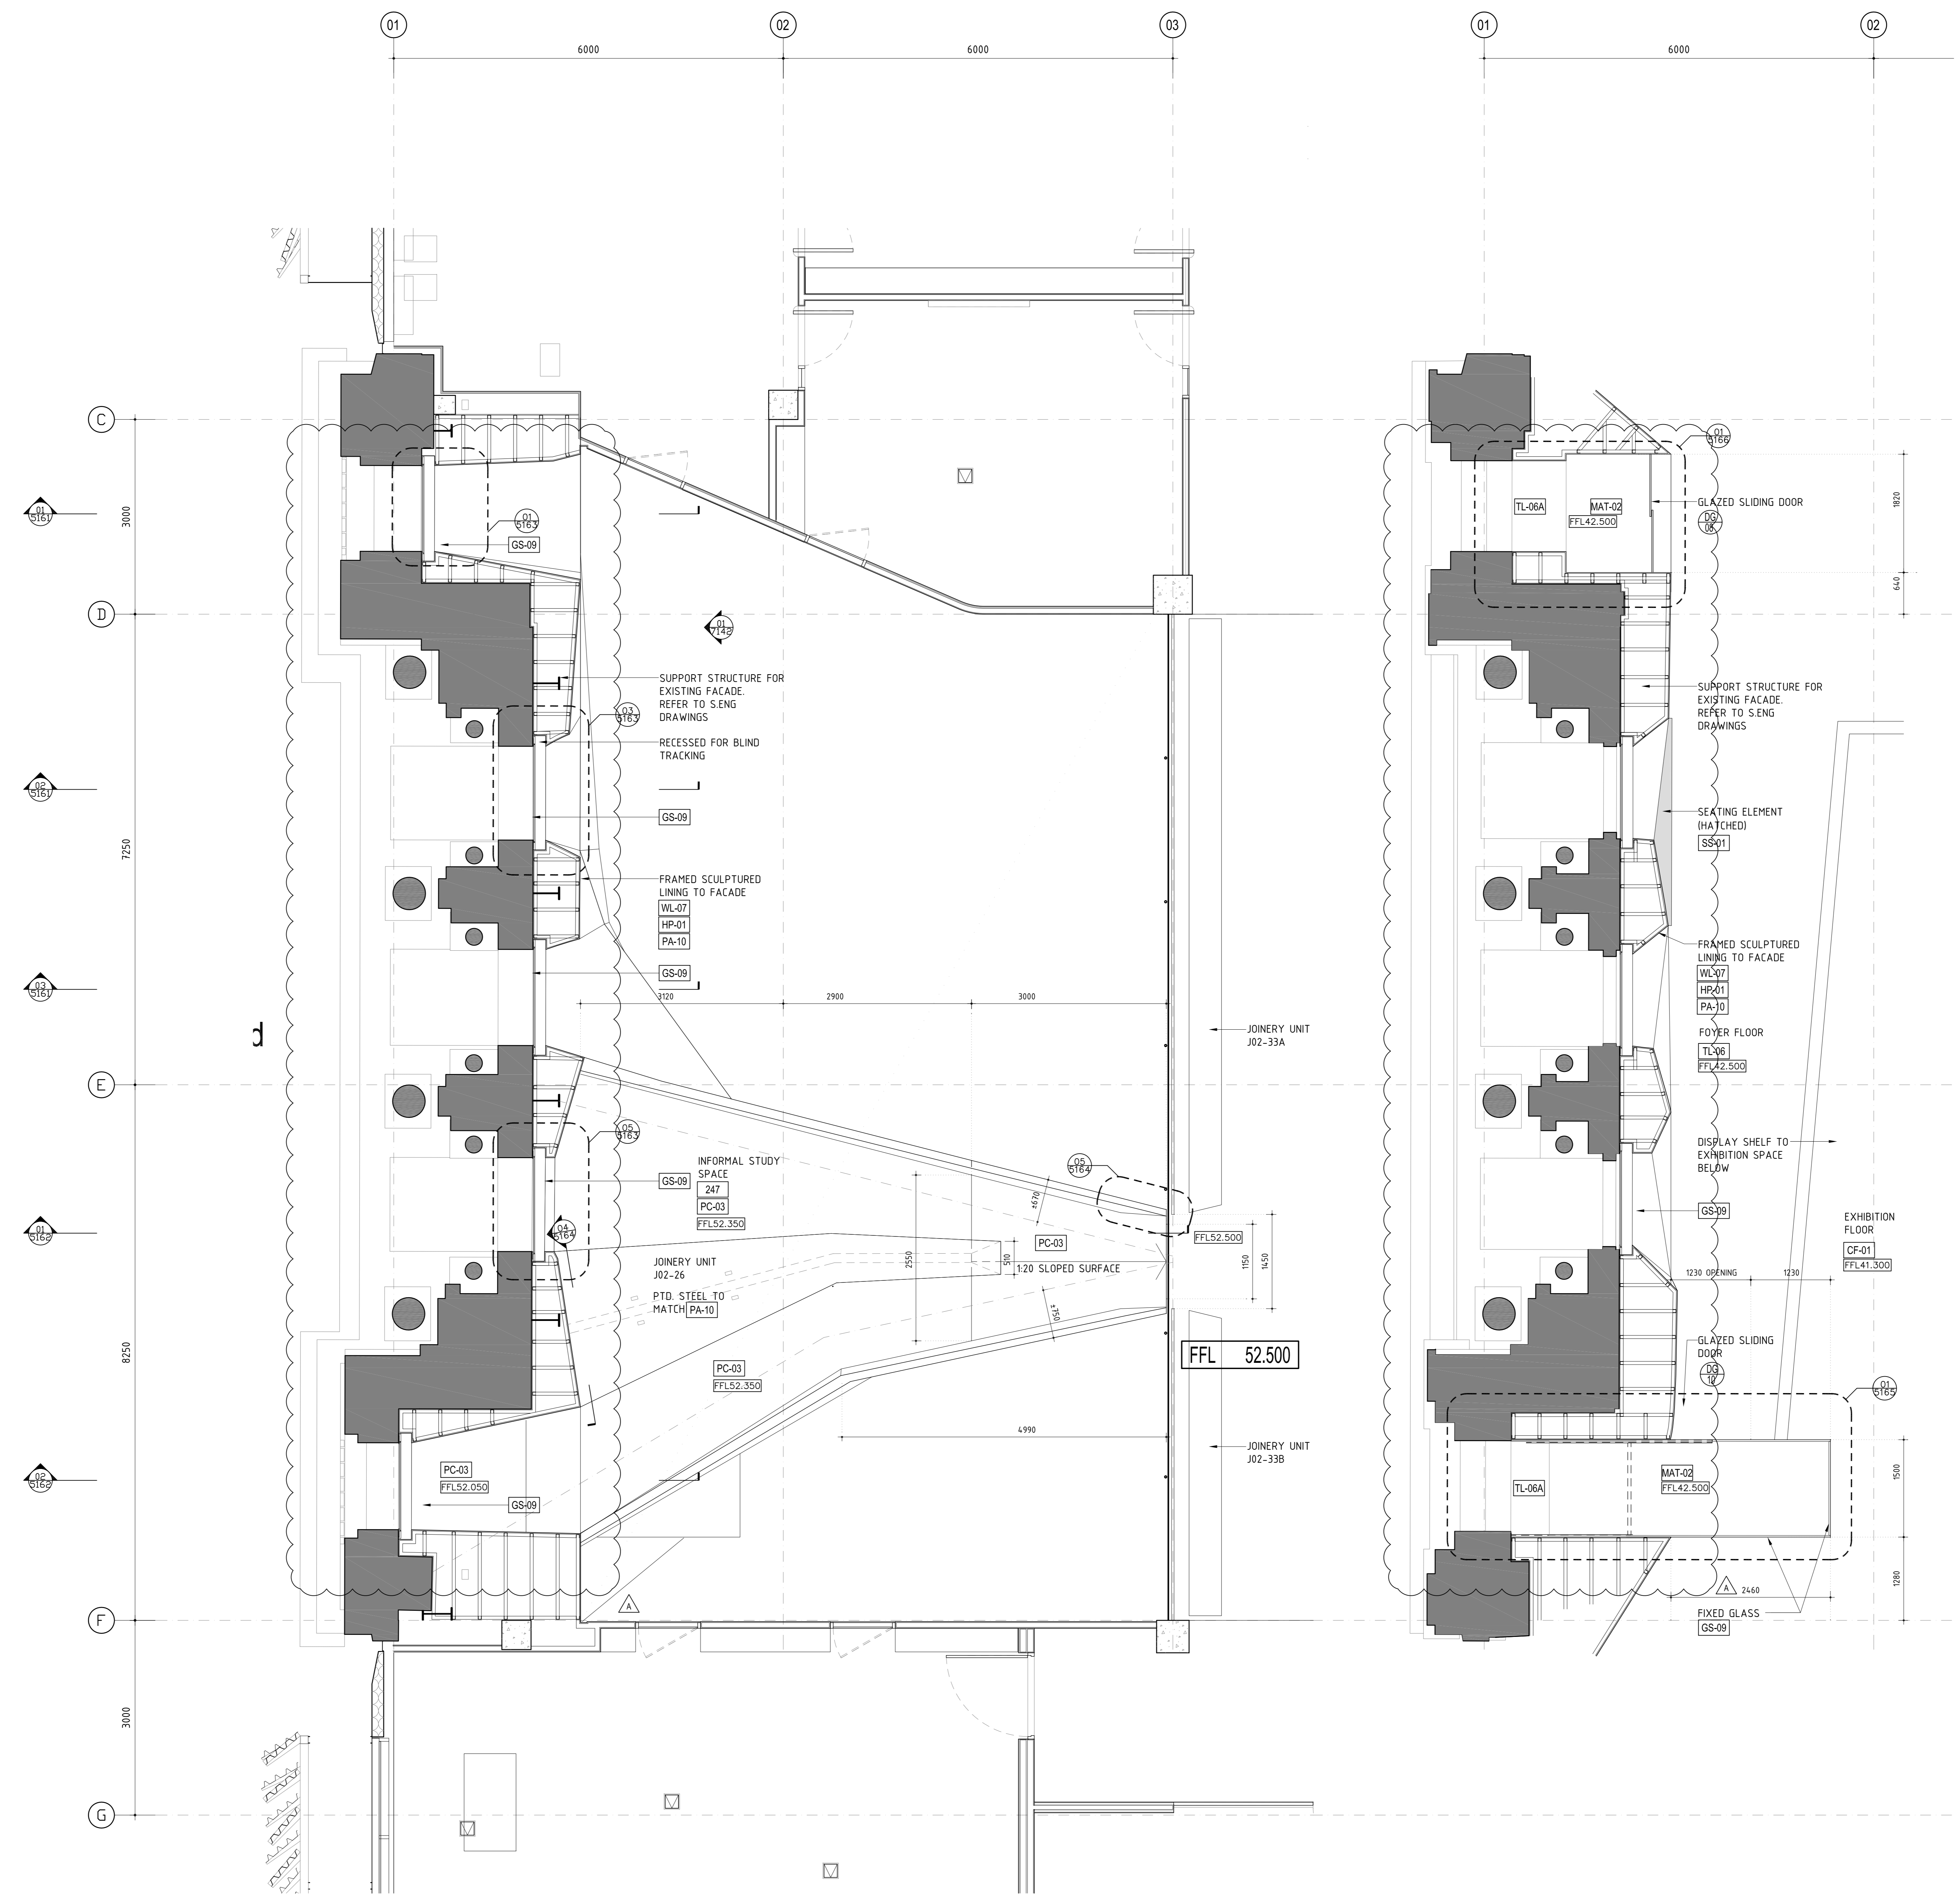 01
02
03
01
02
6000
6000
6000
C
D
E
F
G
3000
7250
8250
3000
01
5161
02
5161
03
5161
01
5162
02
5162
d
01
5163
GS-09
01
7142
SUPPORT STRUCTURE FOR
EXISTING FACADE.
REFER TO S.ENG
DRAWINGS
03
5163
RECESSED FOR BLIND
TRACKING
GS-09
FRAMED SCULPTURED
LINING TO FACADE
WL-07
HP-01
PA-10
GS-09
3120
2900
3000
JOINERY UNIT
J02-33A
05
5163
INFORMAL STUDY
SPACE
GS-09
247
PC-03
FFL52.350
04
5164
05
5164
±670
2550
510
PC-03
1:20 SLOPED SURFACE
FFL52.500
1150
1450
±750
JOINERY UNIT
J02-26
PTD. STEEL TO
MATCH PA-10
FFL 52.500
PC-03
FFL52.350
4990
JOINERY UNIT
J02-33B
PC-03
FFL52.050
GS-09
A
01
5166
TL-06A
MAT-02
FFL42.500
GLAZED SLIDING DOOR
DG
08
1820
640
SUPPORT STRUCTURE FOR
EXISTING FACADE.
REFER TO S.ENG
DRAWINGS
SEATING ELEMENT
(HATCHED)
SS-01
FRAMED SCULPTURED
LINING TO FACADE
WL-07
HP-01
PA-10
FOYER FLOOR
TL-06
FFL42.500
DISPLAY SHELF TO
EXHIBITION SPACE
BELOW
GS-09
EXHIBITION
FLOOR
CF-01
FFL41.300
1230 OPENING
1230
GLAZED SLIDING
DOOR
DG
10
01
5165
TL-06A
MAT-02
FFL42.500
1500
1280
A
2460
FIXED GLASS
GS-09